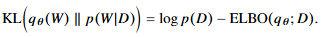 KL(q_θ(W) ∥ p(W|D)) = log p(D) − ELBO(q_θ; D).